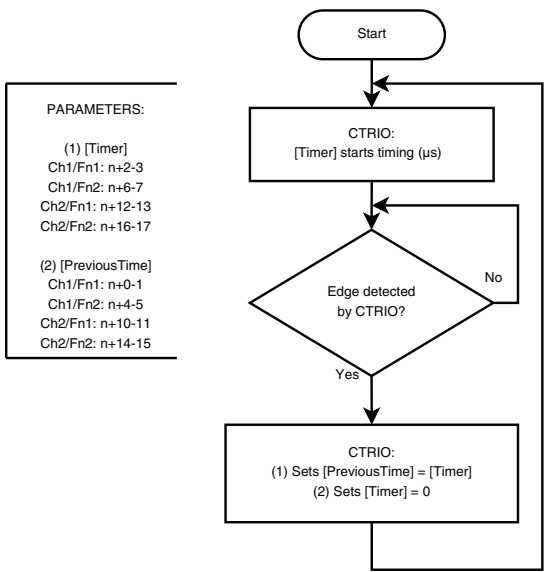 Start
PARAMETERS:
(1) [Timer]
Ch1/Fn1: n+2-3
Ch1/Fn2: n+6-7
Ch2/Fn1: n+12-13
Ch2/Fn2: n+16-17
(2) [PreviousTime]
Ch1/Fn1: n+0-1
Ch1/Fn2: n+4-5
Ch2/Fn1: n+10-11
Ch2/Fn2: n+14-15
CTRIO:
[Timer] starts timing (µs)
Edge detected
by CTRIO?
No
Yes
CTRIO:
(1) Sets [PreviousTime] = [Timer]
(2) Sets [Timer] = 0